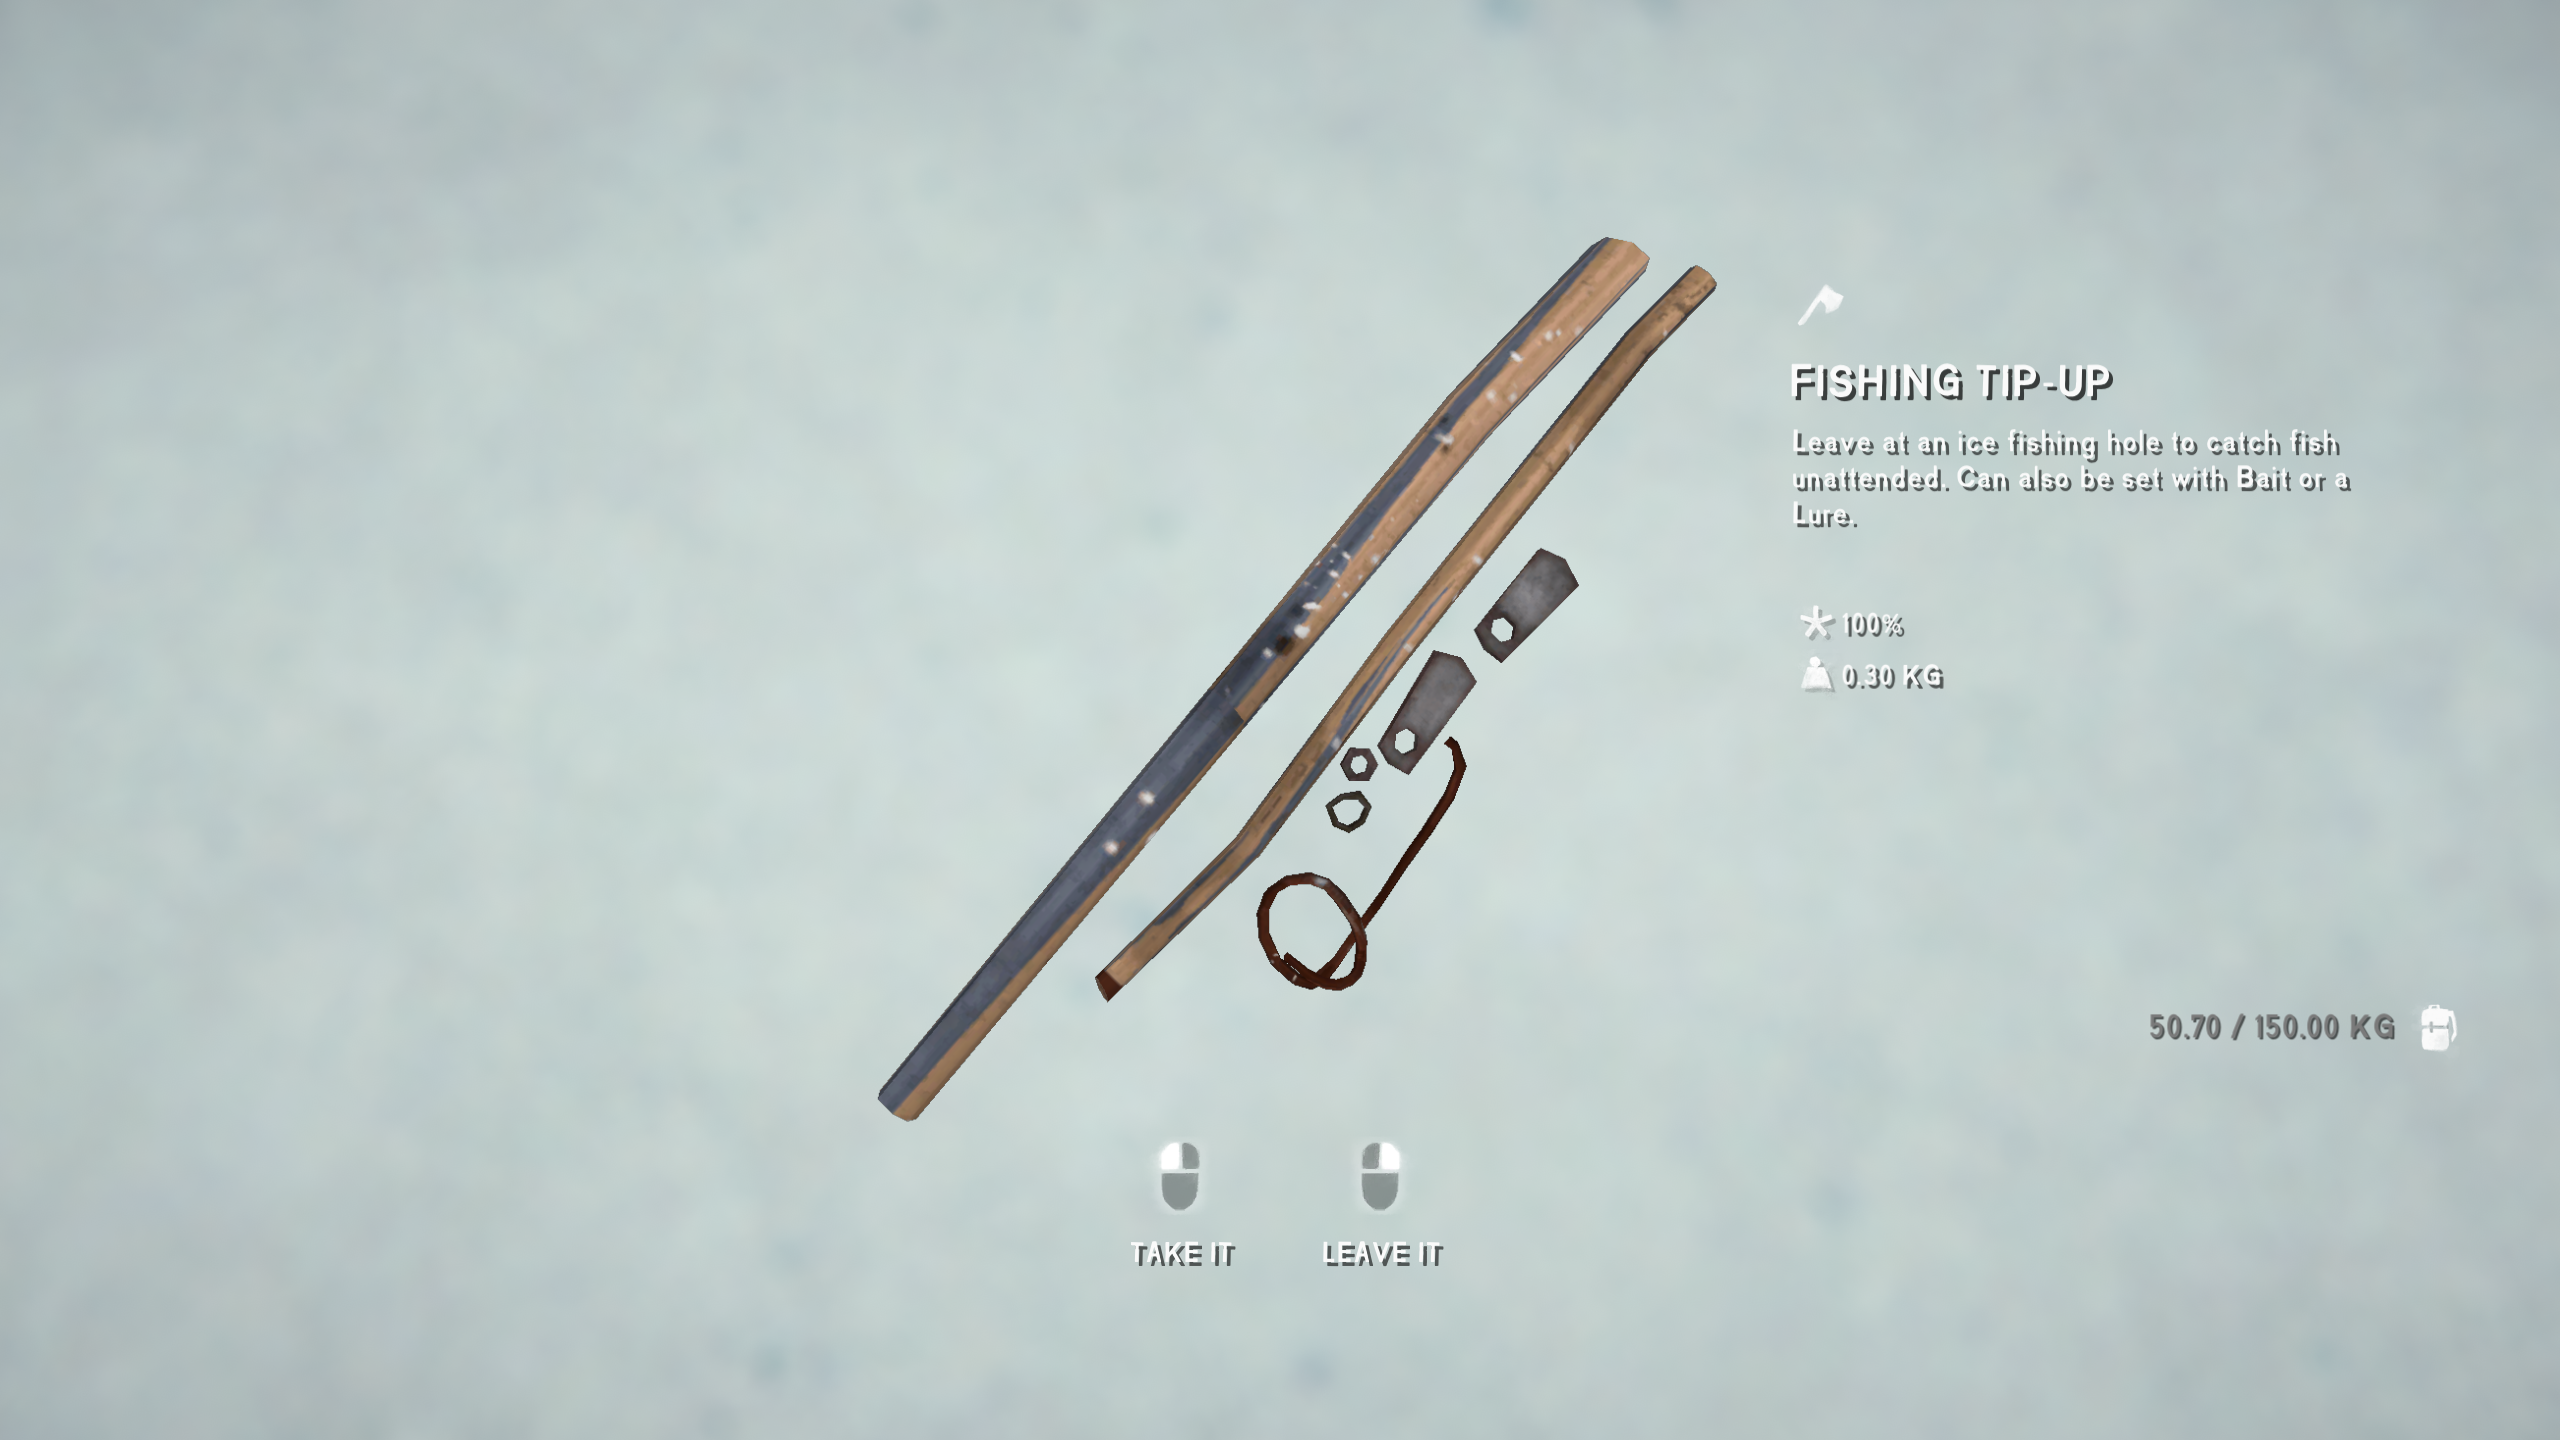 FISHING TIP-UP
Leave at an ice fishing hole to catch fish
unattended. Can also be set with Bait or a
Lure.
100%
0.30 KG
50.70 / 150.00 KG
TAKE IT
LEAVE IT